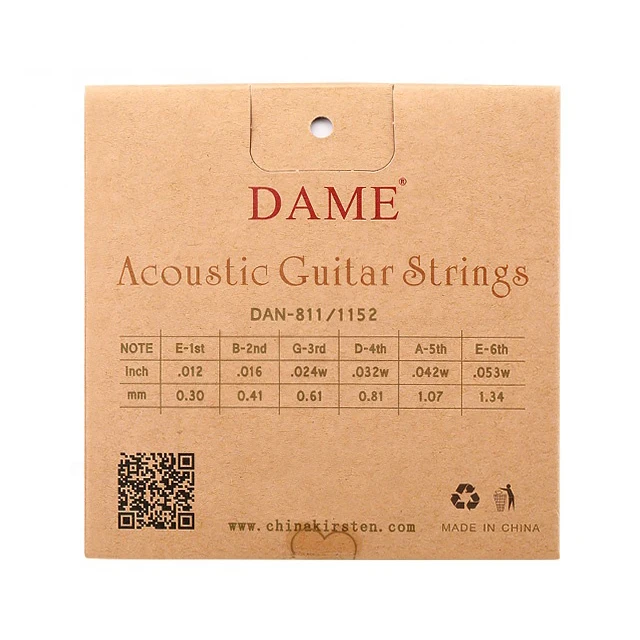 DAME®
Acoustic Guitar Strings
DAN-811/1152
NOTE E-1st B-2nd G-3rd D-4th A-5th E-6th
Inch .012 .016 .024w .032w .042w .053w
mm 0.30 0.41 0.61 0.81 1.07 1.34
www.chinakirsten.com
MADE IN CHINA